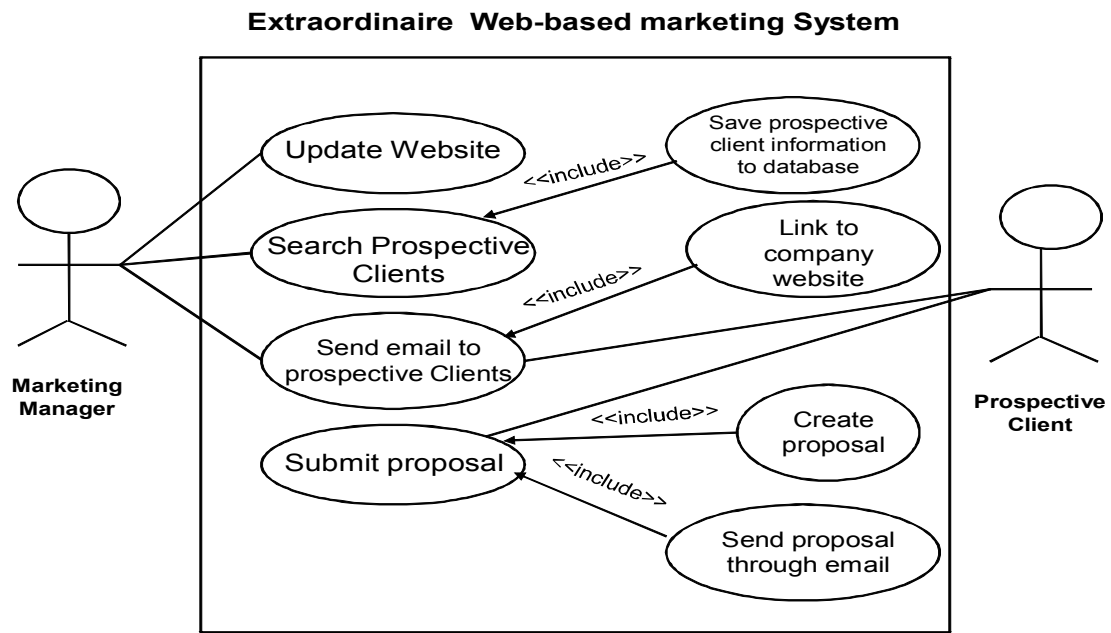 Extraordinaire Web-based marketing System
Update Website
Save prospective
client information
to database
<<include>>
Search Prospective
Clients
Link to
company
website
<<include>>
Send email to
prospective Clients
Marketing
Manager
Prospective
Client
<<include>>
Create
proposal
Submit proposal
<<include>>
Send proposal
through email